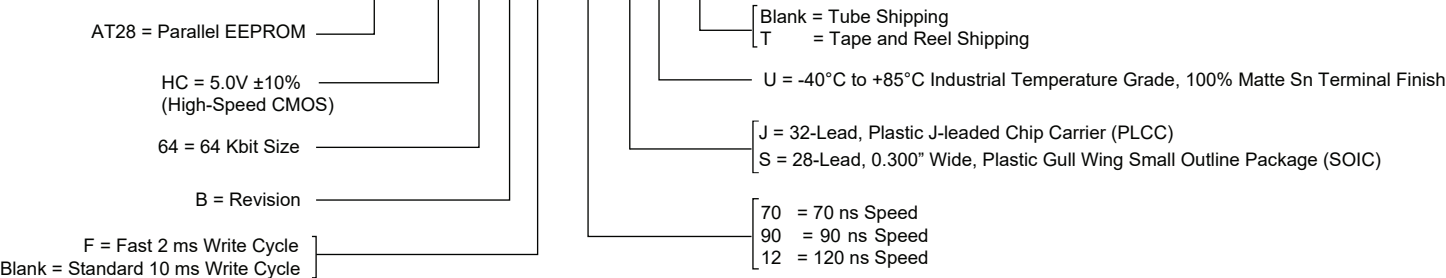 AT28 = Parallel EEPROM
HC = 5.0V ±10%
(High-Speed CMOS)
64 = 64 Kbit Size
B = Revision
F = Fast 2 ms Write Cycle
Blank = Standard 10 ms Write Cycle
Blank = Tube Shipping
T = Tape and Reel Shipping
U = -40°C to +85°C Industrial Temperature Grade, 100% Matte Sn Terminal Finish
J = 32-Lead, Plastic J-leaded Chip Carrier (PLCC)
S = 28-Lead, 0.300” Wide, Plastic Gull Wing Small Outline Package (SOIC)
70 = 70 ns Speed
90 = 90 ns Speed
12 = 120 ns Speed